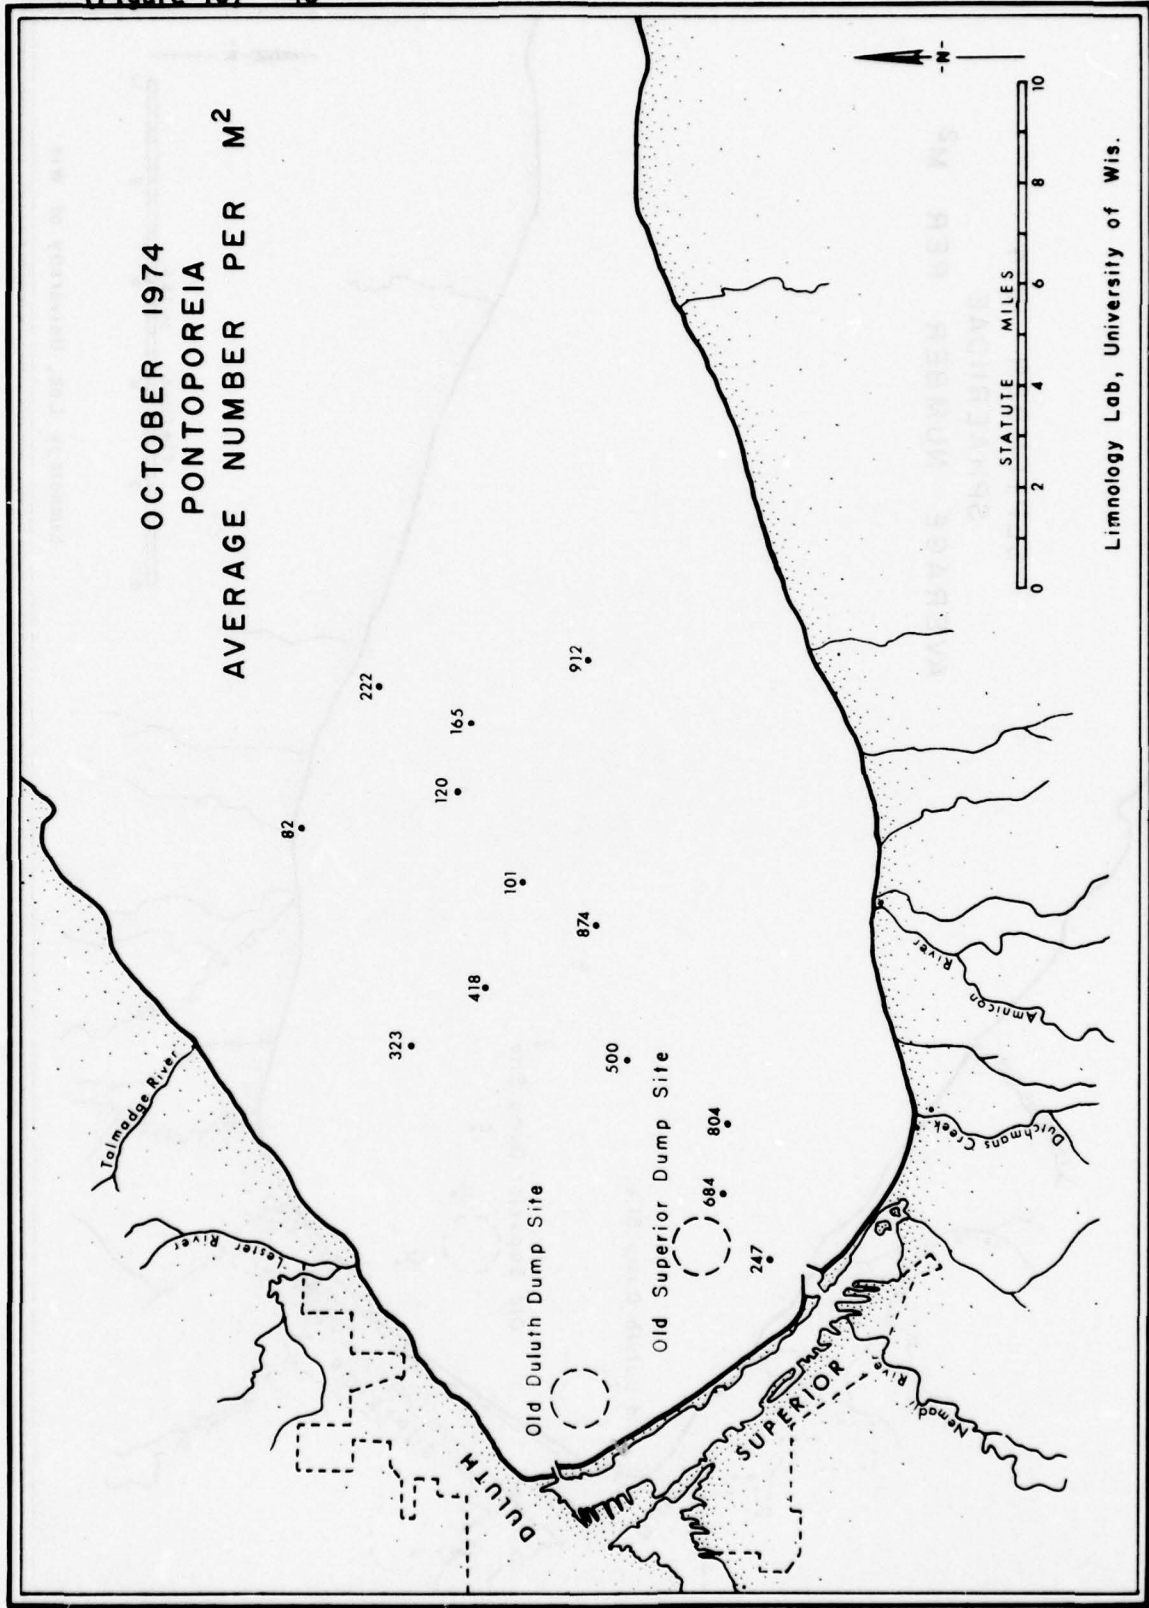 OCTOBER 1974
PONTOPOREIA
AVERAGE NUMBER PER M²
Talmadge River
Lester River
DULUTH
SUPERIOR
Old Duluth Dump Site
Old Superior Dump Site
82
222
165
120
101
912
874
418
323
500
804
684
247
Nemadji River
Dutchmans Creek
Amnicon River
-N-
STATUTE MILES
0 2 4 6 8 10
Limnology Lab, University of Wis.